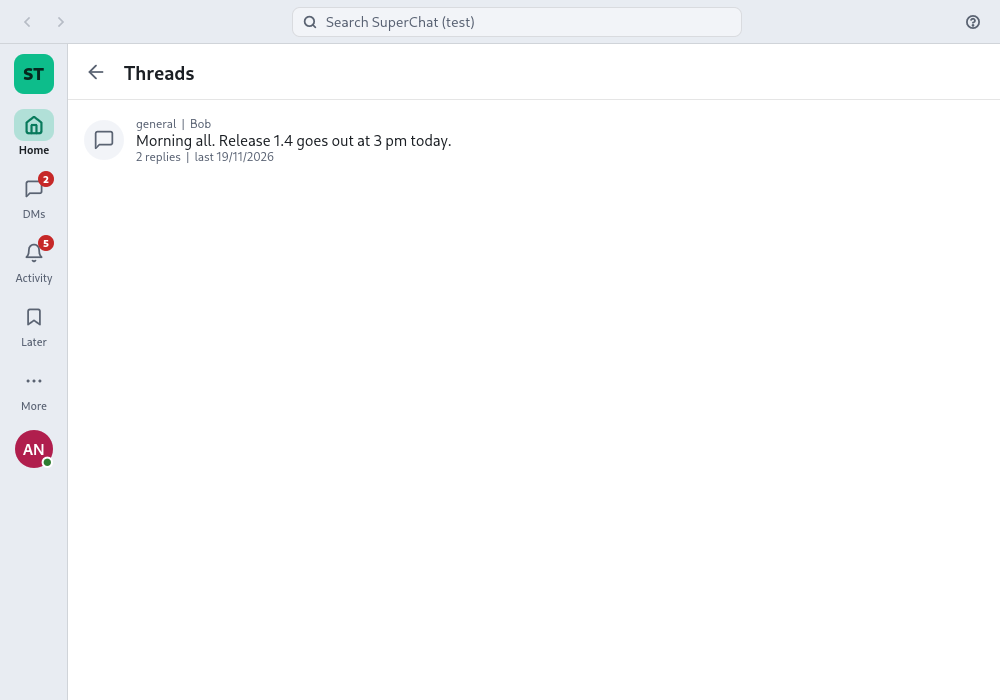 Search SuperChat (test)
ST
Home
2
DMs
5
Activity
Later
More
AN
Threads
general | Bob
Morning all. Release 1.4 goes out at 3 pm today.
2 replies | last 19/11/2026